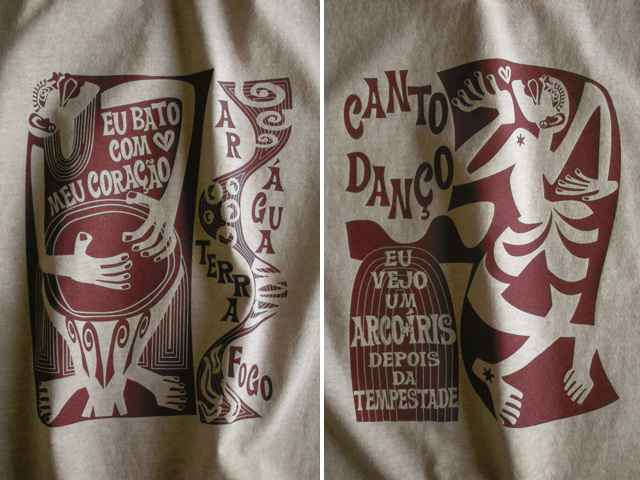 EU BATO
COM
MEU CORAÇÃO
AR
ÁGUA
TERRA
FOGO
CANTO
DANÇO
EU
VEJO
UM
ARCO-ÍRIS
DEPOIS
DA
TEMPESTADE